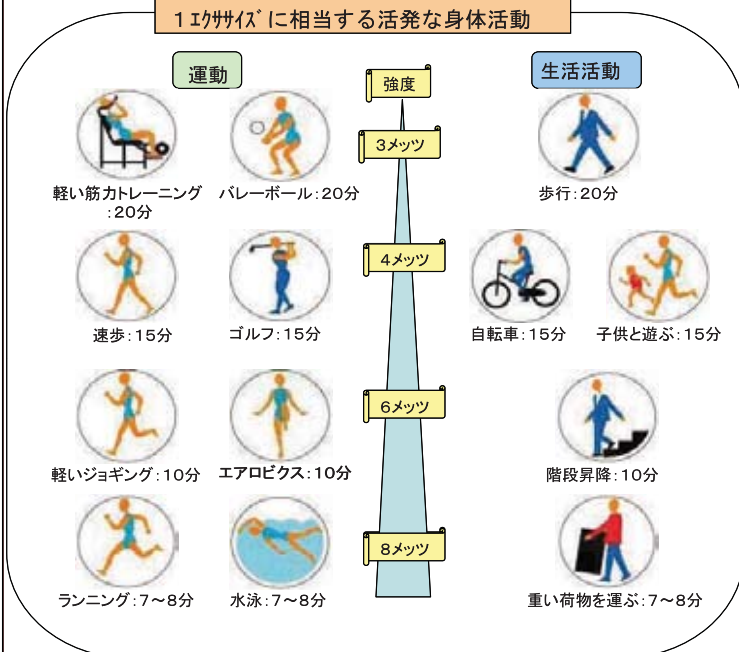 1エクササイズに相当する活発な身体活動
運動
強度
生活活動
3メッツ
軽い筋力トレーニング
:20分
バレーボール:20分
歩行:20分
4メッツ
速歩:15分
ゴルフ:15分
自転車:15分
子供と遊ぶ:15分
6メッツ
軽いジョギング:10分
エアロビクス:10分
階段昇降:10分
8メッツ
ランニング:7～8分
水泳:7～8分
重い荷物を運ぶ:7～8分